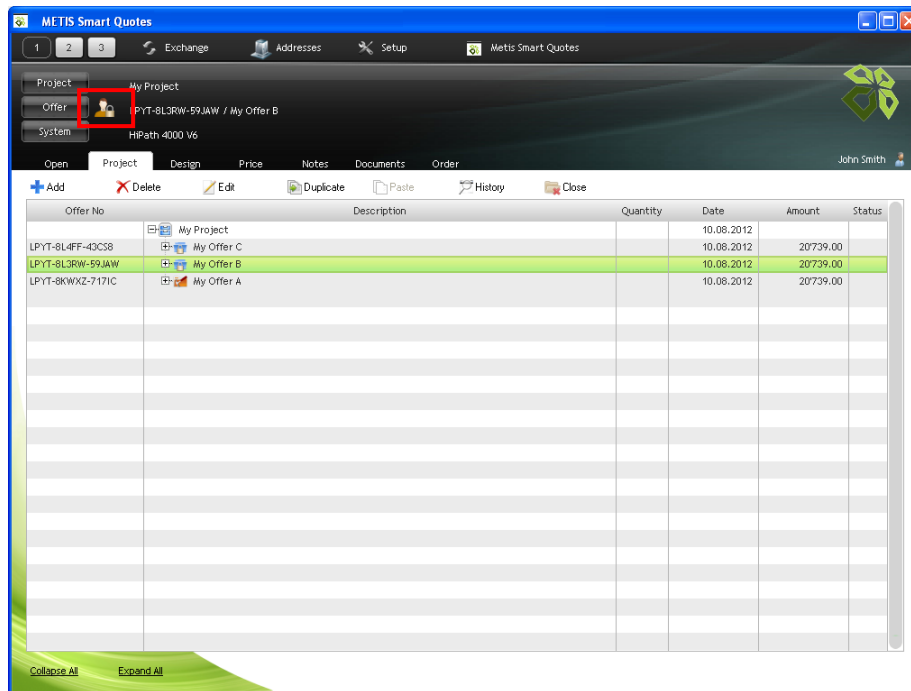 METIS Smart Quotes
1 2 3 Exchange Addresses Setup Metis Smart Quotes
Project My Project
Offer LPYT-8L3RW-59JAW / My Offer B
System HiPath 4000 V6
Open Project Design Price Notes Documents Order John Smith
Add Delete Edit Duplicate Paste History Close
Offer No Description Quantity Date Amount Status
My Project 10.08.2012
LPYT-8L4FF-43CS8 My Offer C 10.08.2012 20'739.00
LPYT-8L3RW-59JAW My Offer B 10.08.2012 20'739.00
LPYT-8KWXZ-717IC My Offer A 10.08.2012 20'739.00
Collapse All Expand All